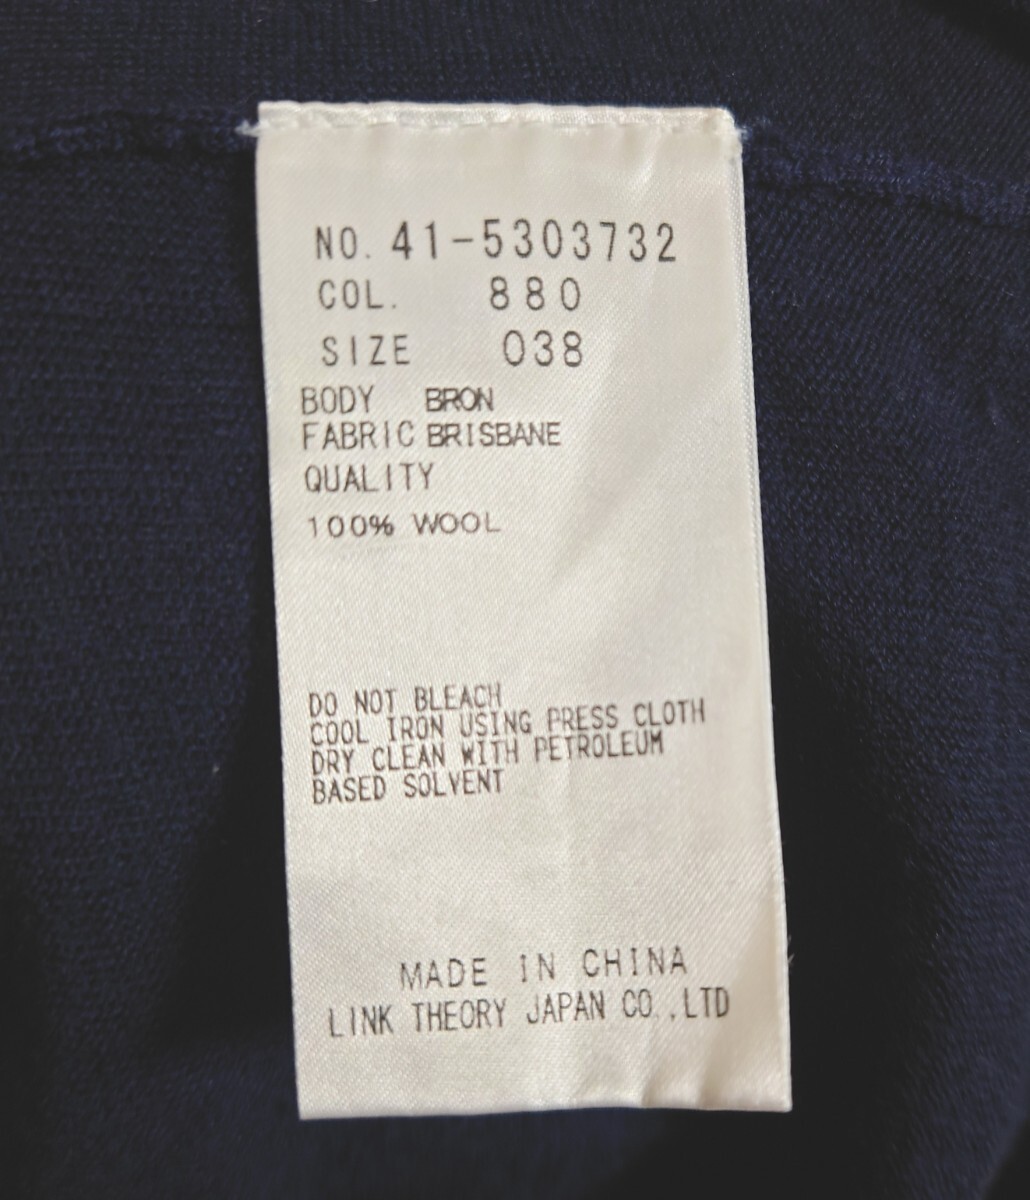 NO. 41-5303732
COL. 880
SIZE 038
BODY BRON
FABRIC BRISBANE
QUALITY
100% WOOL
DO NOT BLEACH
COOL IRON USING PRESS CLOTH
DRY CLEAN WITH PETROLEUM
BASED SOLVENT
MADE IN CHINA
LINK THEORY JAPAN CO.,LTD